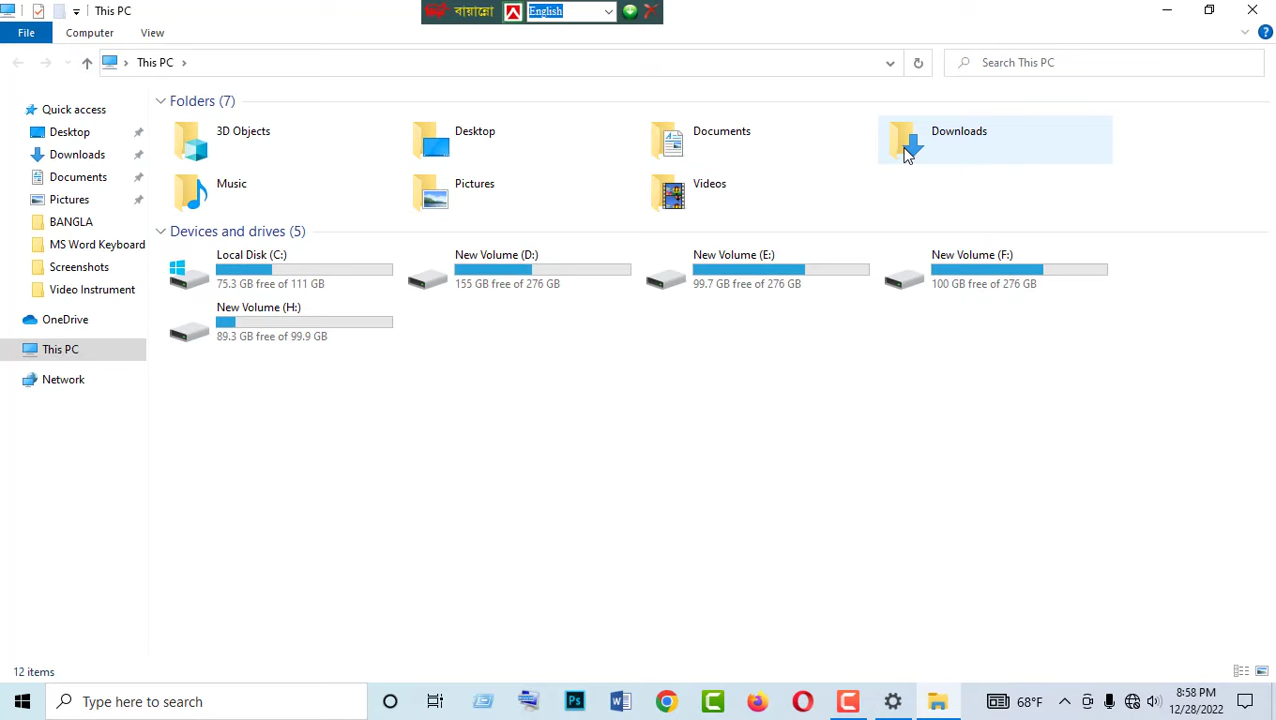 This PC
বায়ান্নো English
File Computer View
This PC Search This PC
Quick access
Desktop
Downloads
Documents
Pictures
BANGLA
MS Word Keyboard
Screenshots
Video Instrument
OneDrive
This PC
Network
Folders (7)
3D Objects Desktop Documents Downloads
Music Pictures Videos
Devices and drives (5)
Local Disk (C:) New Volume (D:) New Volume (E:) New Volume (F:)
75.3 GB free of 111 GB 155 GB free of 276 GB 99.7 GB free of 276 GB 100 GB free of 276 GB
New Volume (H:)
89.3 GB free of 99.9 GB
12 items
Type here to search Ps 68°F 8:58 PM
12/28/2022